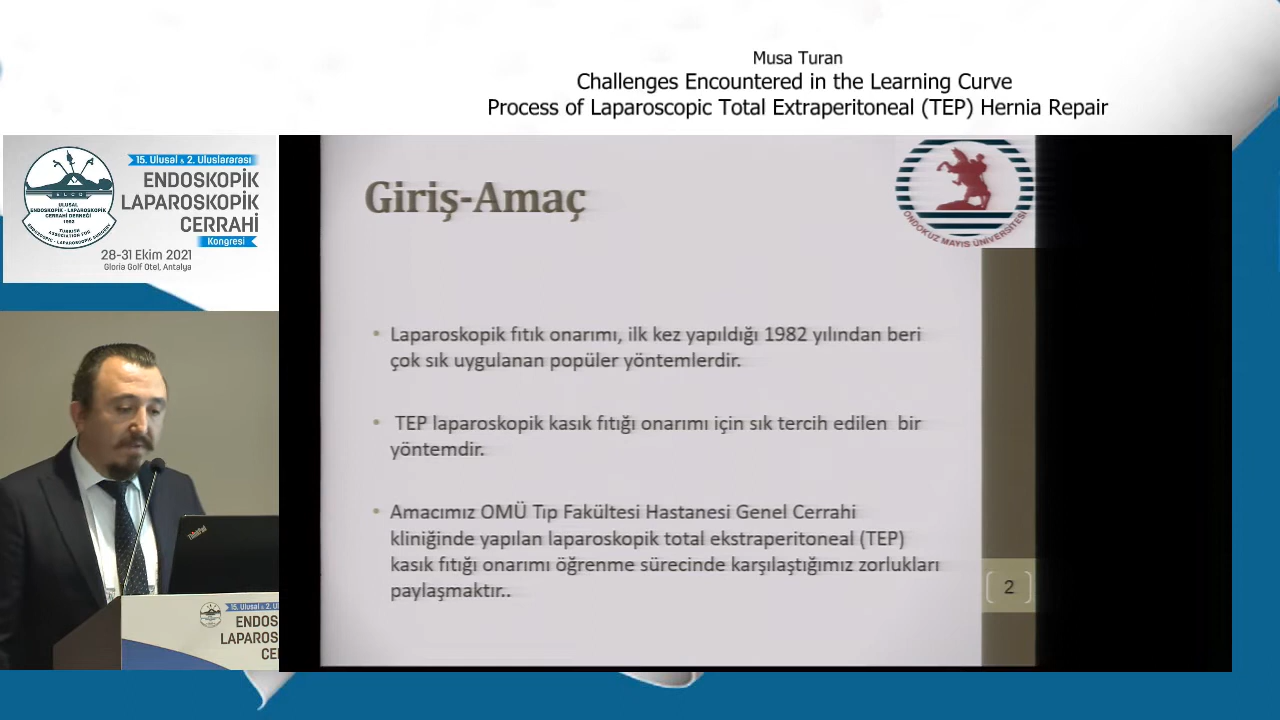 Musa Turan
Challenges Encountered in the Learning Curve
Process of Laparoscopic Total Extraperitoneal (TEP) Hernia Repair
15. Ulusal & 2. Uluslararası
ENDOSKOPİK
LAPAROSKOPİK
CERRAHİ
Kongresi
28-31 Ekim 2021
Gloria Golf Otel, Antalya
ELCD
ULUSAL
ENDOSKOPİK - LAPAROSKOPİK
CERRAHİ DERNEĞİ
1992
TURKISH
ASSOCIATION FOR
ENDOSCOPIC - LAPAROSCOPIC SURGERY
Giriş-Amaç
ONDOKUZ MAYIS ÜNİVERSİTESİ
• Laparoskopik fıtık onarımı, ilk kez yapıldığı 1982 yılından beri
çok sık uygulanan popüler yöntemlerdir.
• TEP laparoskopik kasık fıtığı onarımı için sık tercih edilen bir
yöntemdir.
• Amacımız OMÜ Tıp Fakültesi Hastanesi Genel Cerrahi
kliniğinde yapılan laparoskopik total ekstraperitoneal (TEP)
kasık fıtığı onarımı öğrenme sürecinde karşılaştığımız zorlukları
paylaşmaktır..
2
ThinkPad
15. Ulusal & 2. Ul
ENDOS
LAPAROS
CE